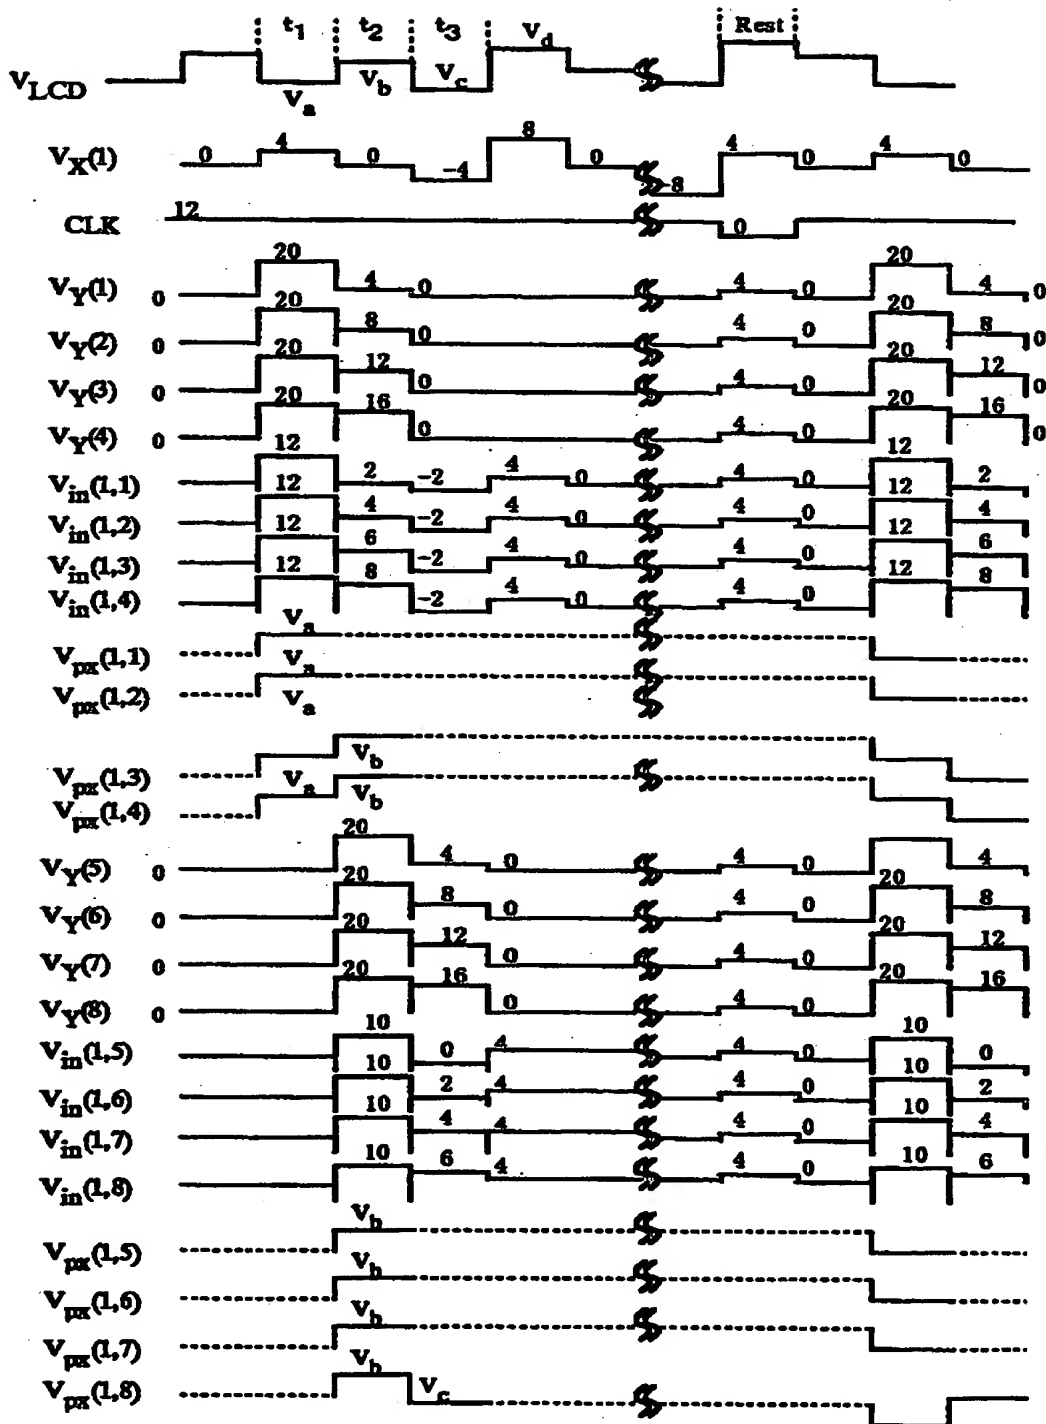 t1 t2 t3 Vd Rest
VLCD Va Vb Vc
VX(1) 0 4 0 -4 8 0 -8 4 0 4 0
CLK 12 0
VY(1) 0 20 4 0 4 0 20 4 0
VY(2) 0 20 8 0 4 0 20 8 0
VY(3) 0 20 12 0 4 0 20 12 0
VY(4) 0 20 16 0 4 0 20 16 0
Vin(1,1) 12 2 -2 4 0 4 0 12 2
Vin(1,2) 12 4 -2 4 0 4 0 12 4
Vin(1,3) 12 6 -2 4 0 4 0 12 6
Vin(1,4) 12 8 -2 4 0 4 0 12 8
Vpx(1,1) Va
Vpx(1,2) Va
Vpx(1,3) Va Vb
Vpx(1,4) Va Vb
VY(5) 0 20 4 0 4 0 4
VY(6) 0 20 8 0 4 0 20 8
VY(7) 0 20 12 0 4 0 20 12
VY(8) 0 20 16 0 4 0 20 16
Vin(1,5) 10 0 4 4 0 10 0
Vin(1,6) 10 2 4 4 0 10 2
Vin(1,7) 10 4 4 4 0 10 4
Vin(1,8) 10 6 4 4 0 10 6
Vpx(1,5) Vb
Vpx(1,6) Vb
Vpx(1,7) Vb
Vpx(1,8) Vb Vc